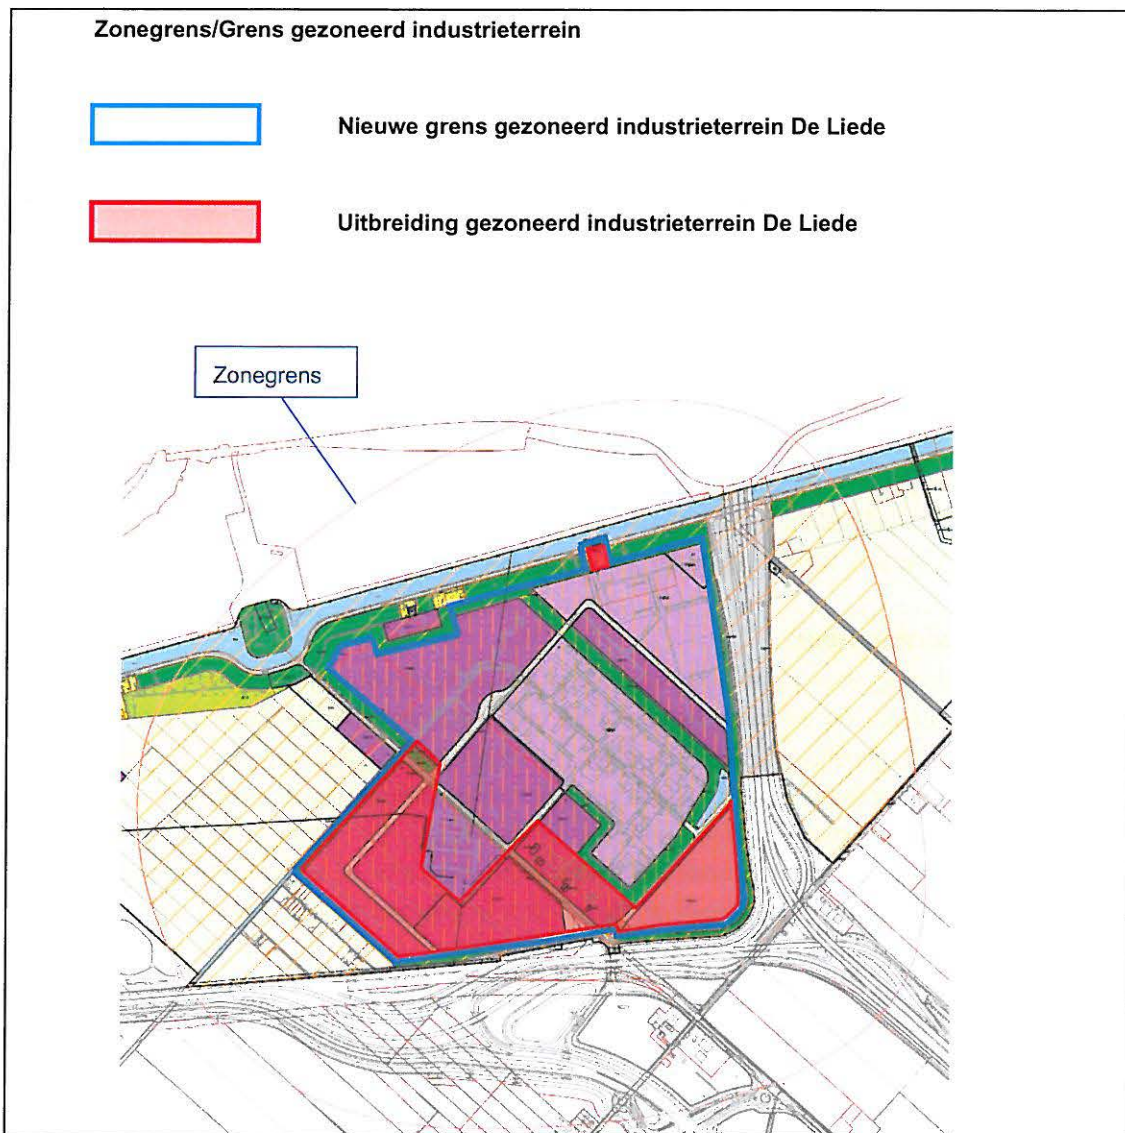 Zonegrens/Grens gezoneerd industrieterrein
Nieuwe grens gezoneerd industrieterrein De Liede
Uitbreiding gezoneerd industrieterrein De Liede
Zonegrens